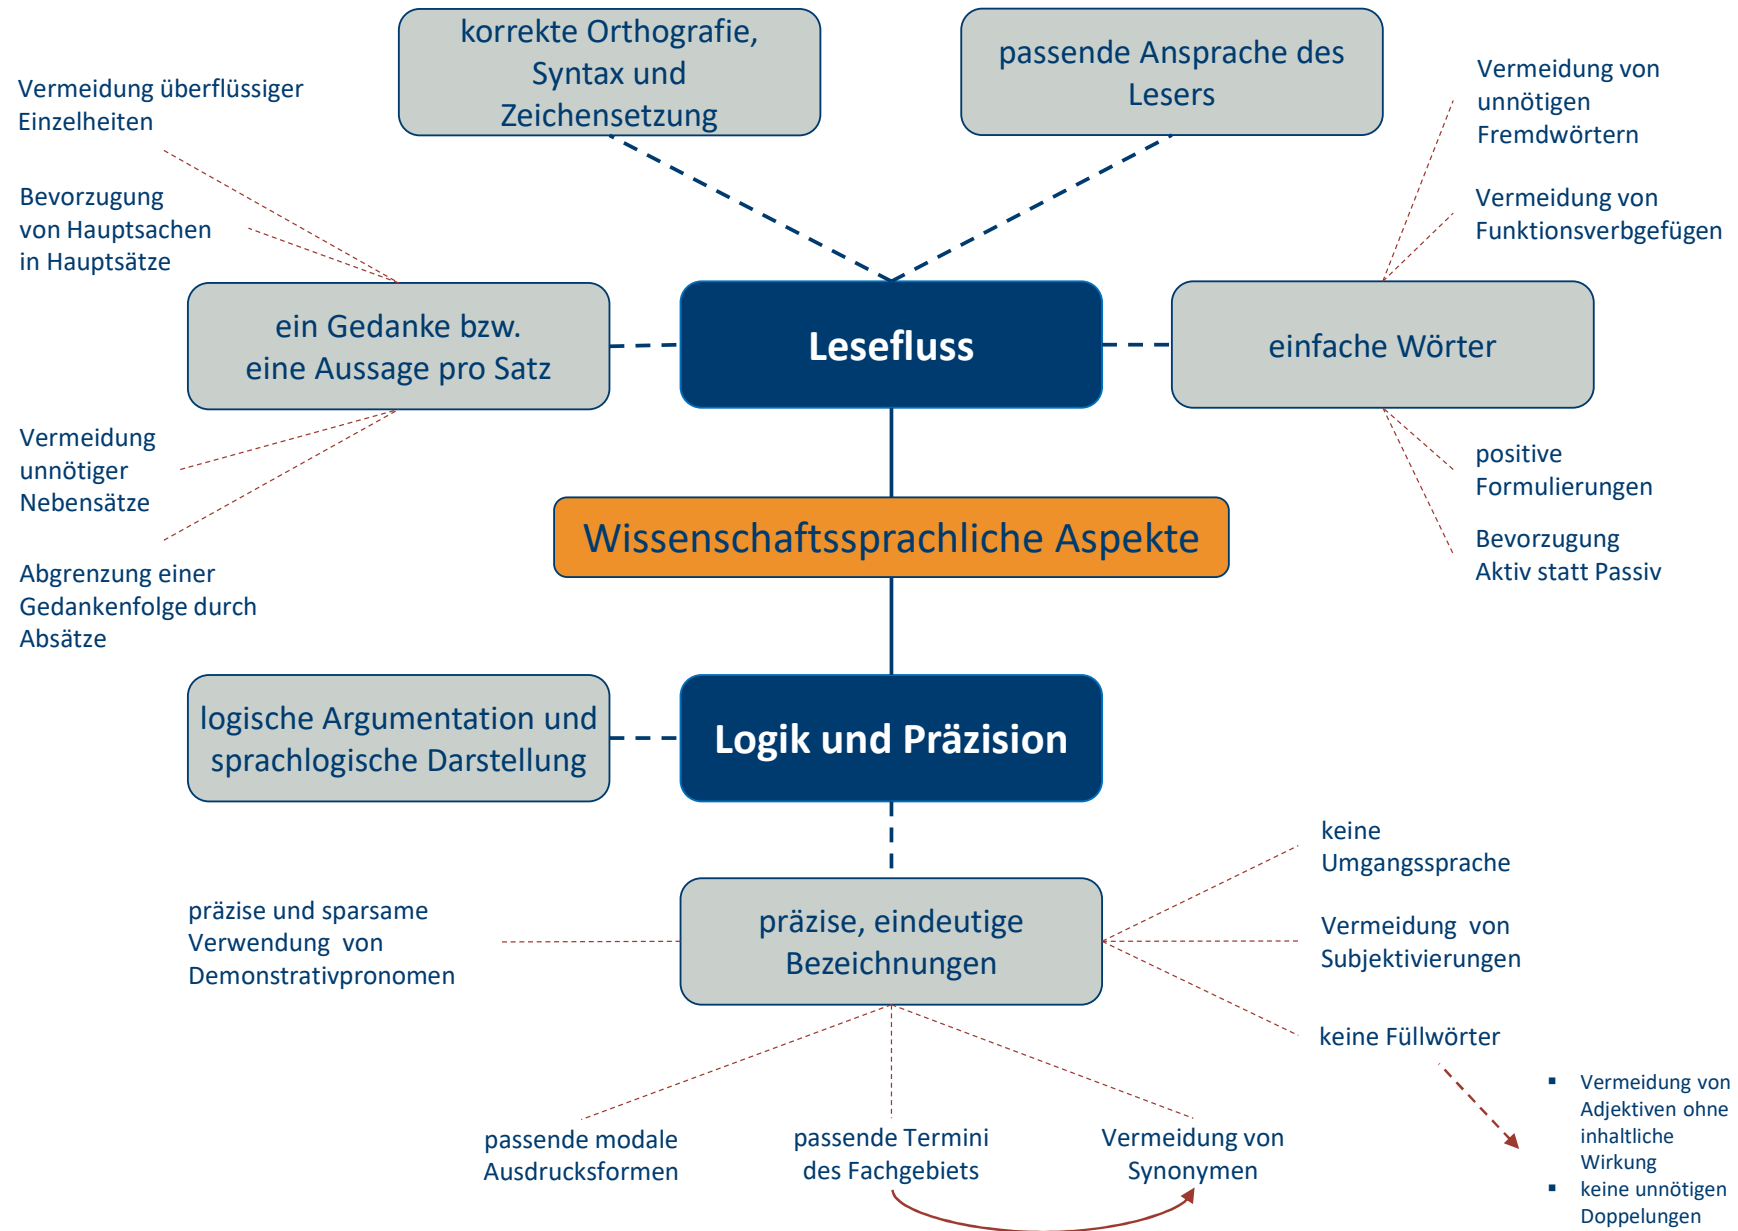 korrekte Orthografie,
Syntax und
Zeichensetzung
passende Ansprache des
Lesers
Vermeidung überflüssiger
Einzelheiten
Vermeidung von
unnötigen
Fremdwörtern
Bevorzugung
von Hauptsachen
in Hauptsätze
Vermeidung von
Funktionsverbgefügen
ein Gedanke bzw.
eine Aussage pro Satz
Lesefluss
einfache Wörter
Vermeidung
unnötiger
Nebensätze
positive
Formulierungen
Wissenschaftssprachliche Aspekte
Bevorzugung
Aktiv statt Passiv
Abgrenzung einer
Gedankenfolge durch
Absätze
logische Argumentation und
sprachlogische Darstellung
Logik und Präzision
keine
Umgangssprache
präzise und sparsame
Verwendung von
Demonstrativpronomen
präzise, eindeutige
Bezeichnungen
Vermeidung von
Subjektivierungen
keine Füllwörter
▪ Vermeidung von
Adjektiven ohne
inhaltliche
Wirkung
▪ keine unnötigen
Doppelungen
passende modale
Ausdrucksformen
passende Termini
des Fachgebiets
Vermeidung von
Synonymen